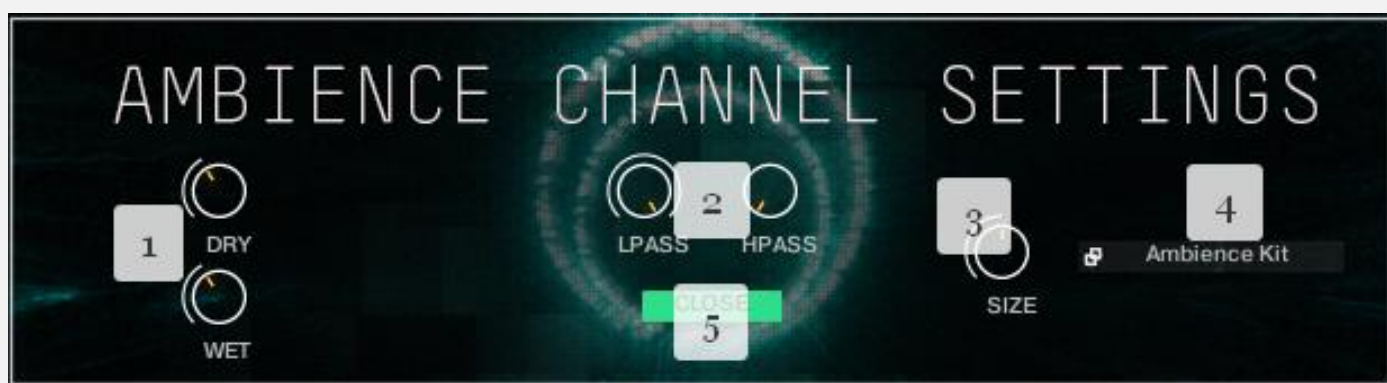 AMBIENCE CHANNEL SETTINGS
1
DRY
WET
2
LPASS HPASS
3
SIZE
4
Ambience Kit
CLOSE
5